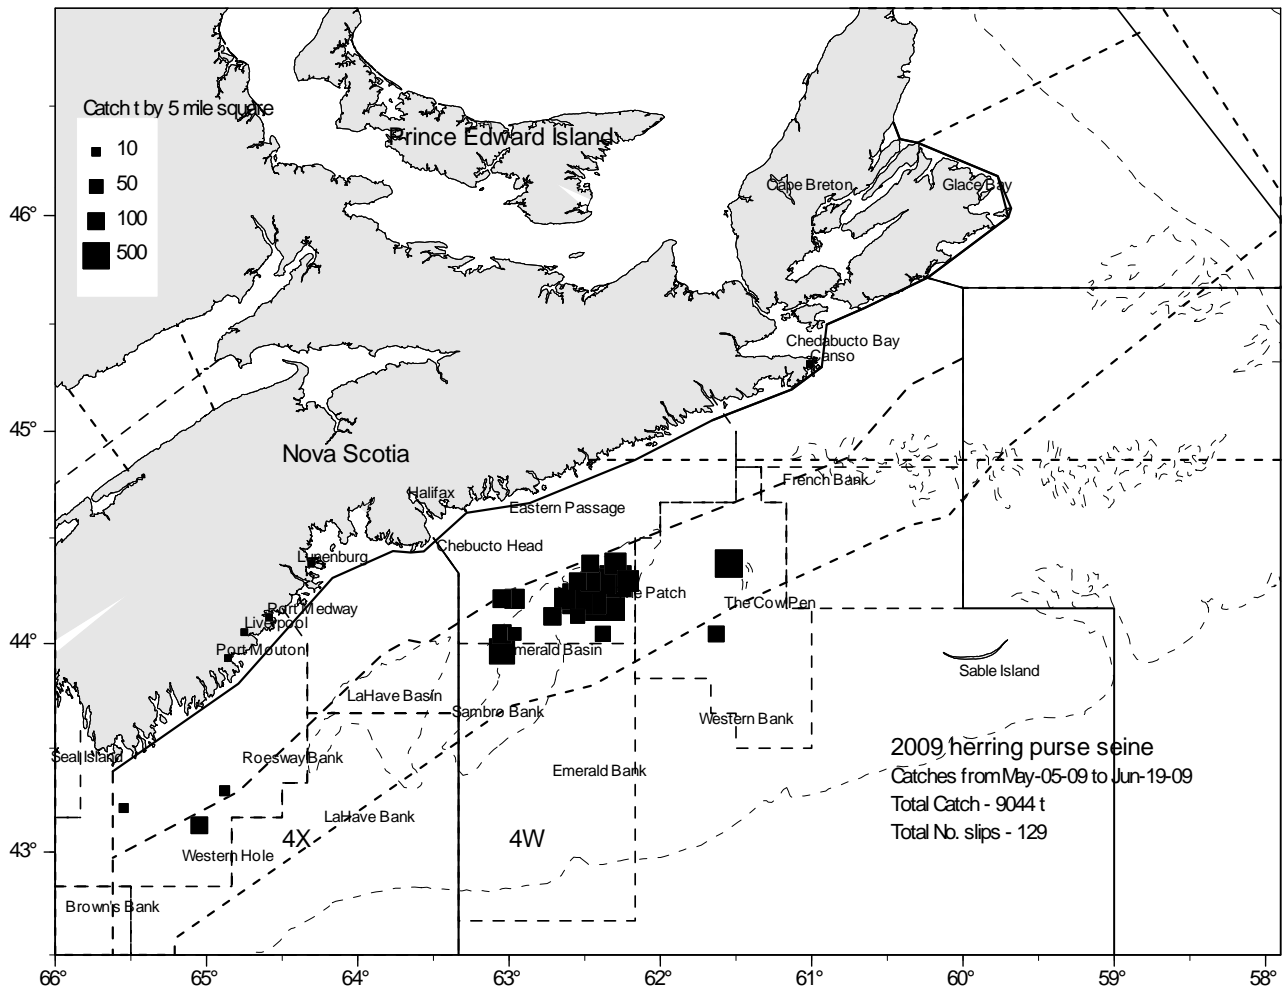 Catch t by 5 mile square
10
50
100
500
Prince Edward Island
Cape Breton
Glace Bay
46°
Chedabucto Bay
Canso
45°
Nova Scotia
French Bank
Halifax
Eastern Passage
Chebucto Head
Lunenburg
Patch
The Cow Pen
Port Medway
Liverpool
44°
Port Mouton
Emerald Basin
Sable Island
LaHave Basin
Sambro Bank
Western Bank
Seal Island
Roesway Bank
Emerald Bank
2009 herring purse seine
Catches from May-05-09 to Jun-19-09
Total Catch - 9044 t
Total No. slips - 129
LaHave Bank
4X
4W
43°
Western Hole
Brown's Bank
66° 65° 64° 63° 62° 61° 60° 59° 58°